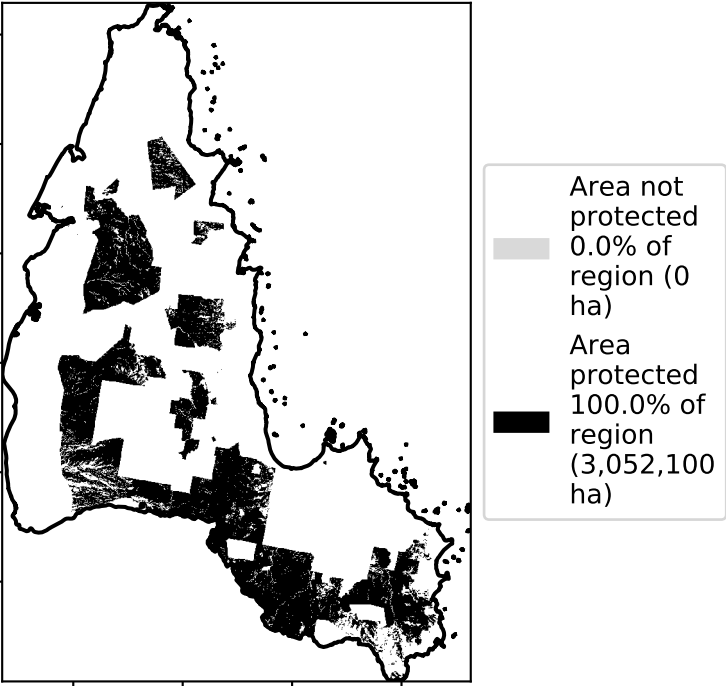 Area not
protected
0.0% of
region (0
ha)
Area
protected
100.0% of
region
(3,052,100
ha)